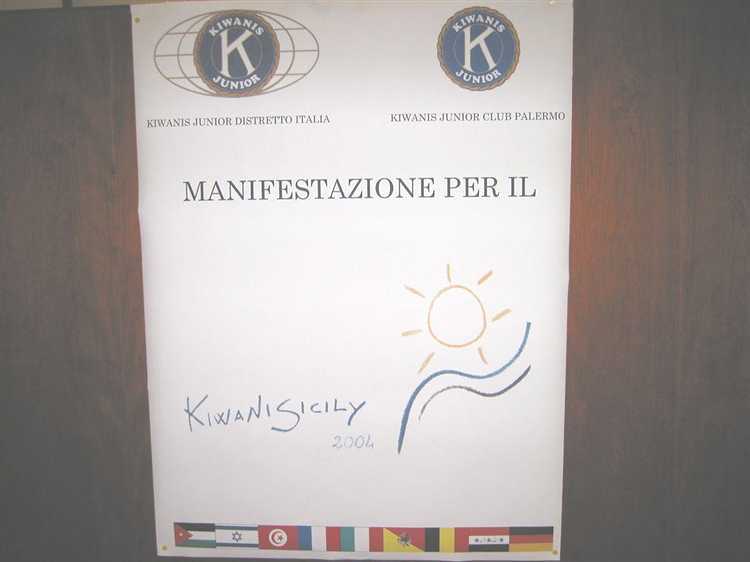 KIWANIS
K
JUNIOR
KIWANIS
K
JUNIOR
KIWANIS JUNIOR DISTRETTO ITALIA
KIWANIS JUNIOR CLUB PALERMO
MANIFESTAZIONE PER IL
KIWANISICILY
2004